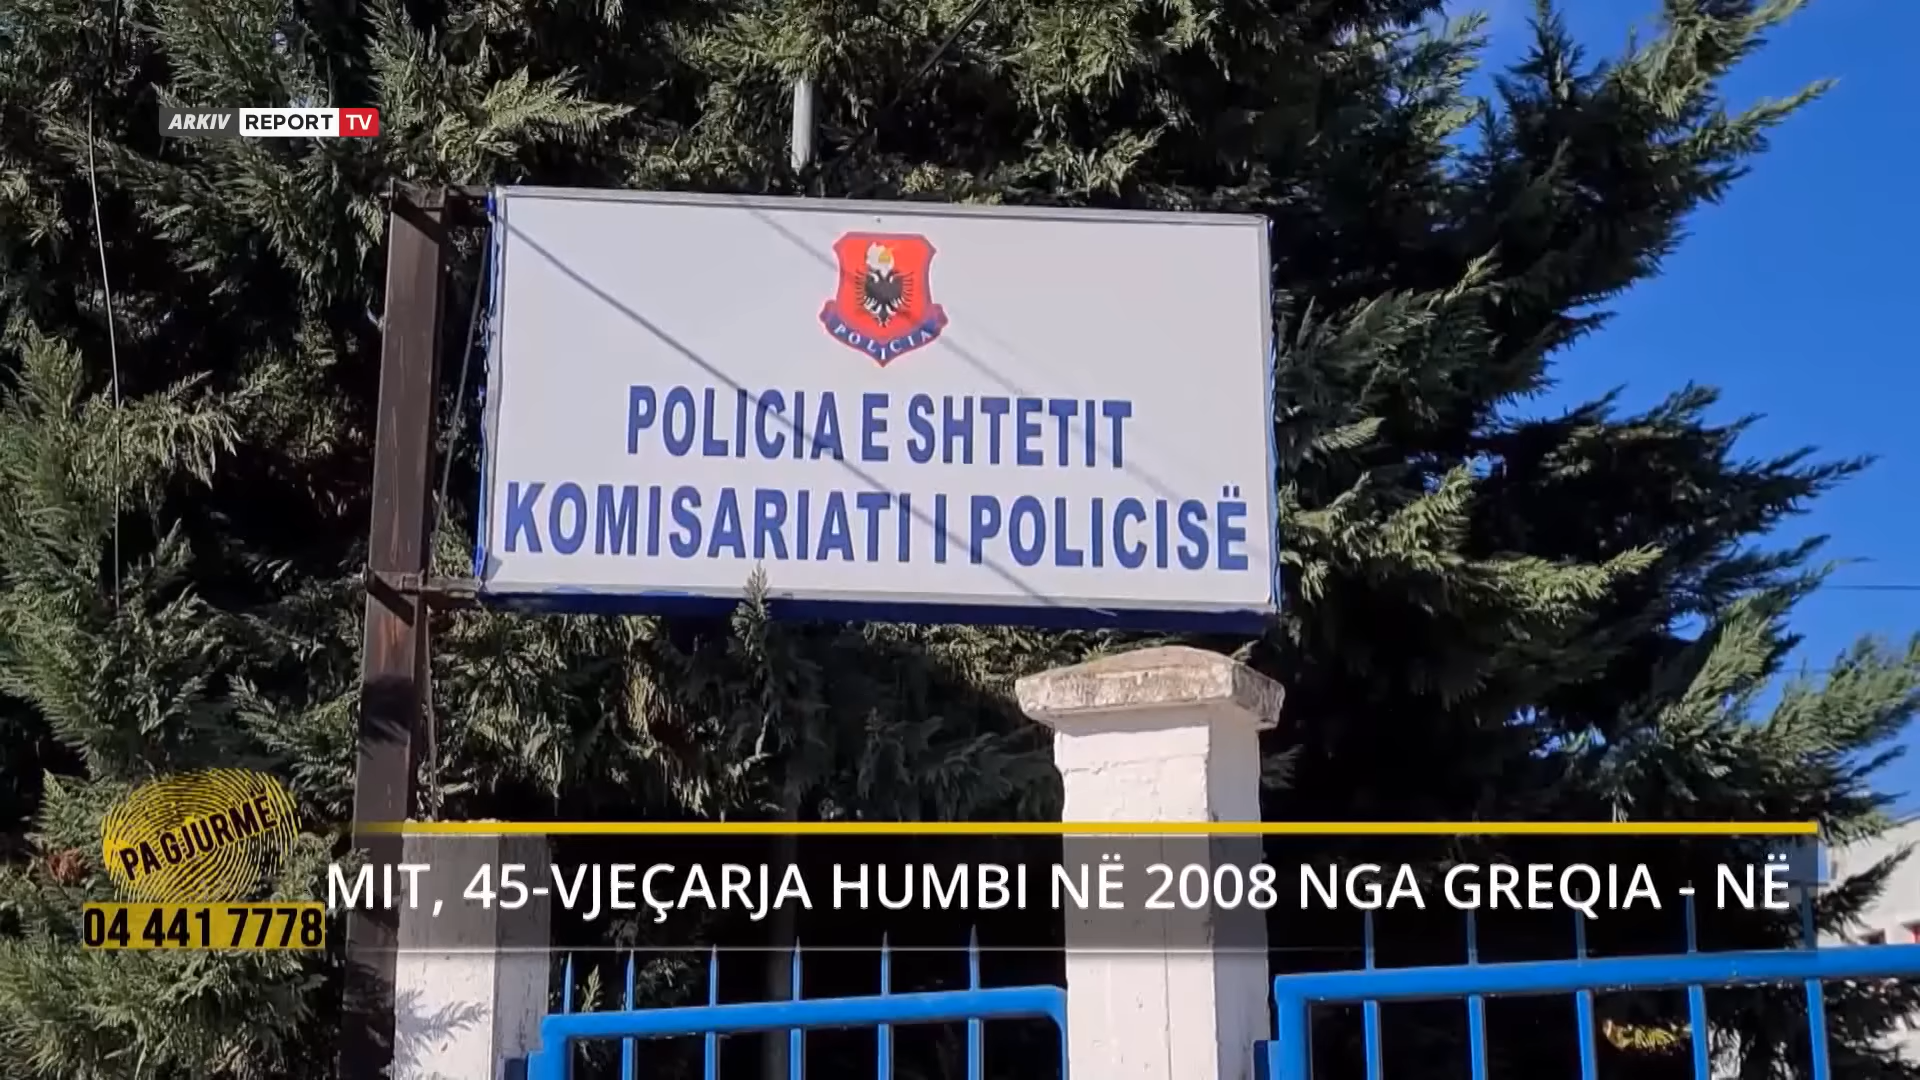 ARKIV REPORT TV
POLICIA
POLICIA E SHTETIT
KOMISARIATI I POLICISË
PA GJURMË
04 441 7778
MIT, 45-VJEÇARJA HUMBI NË 2008 NGA GREQIA - NË